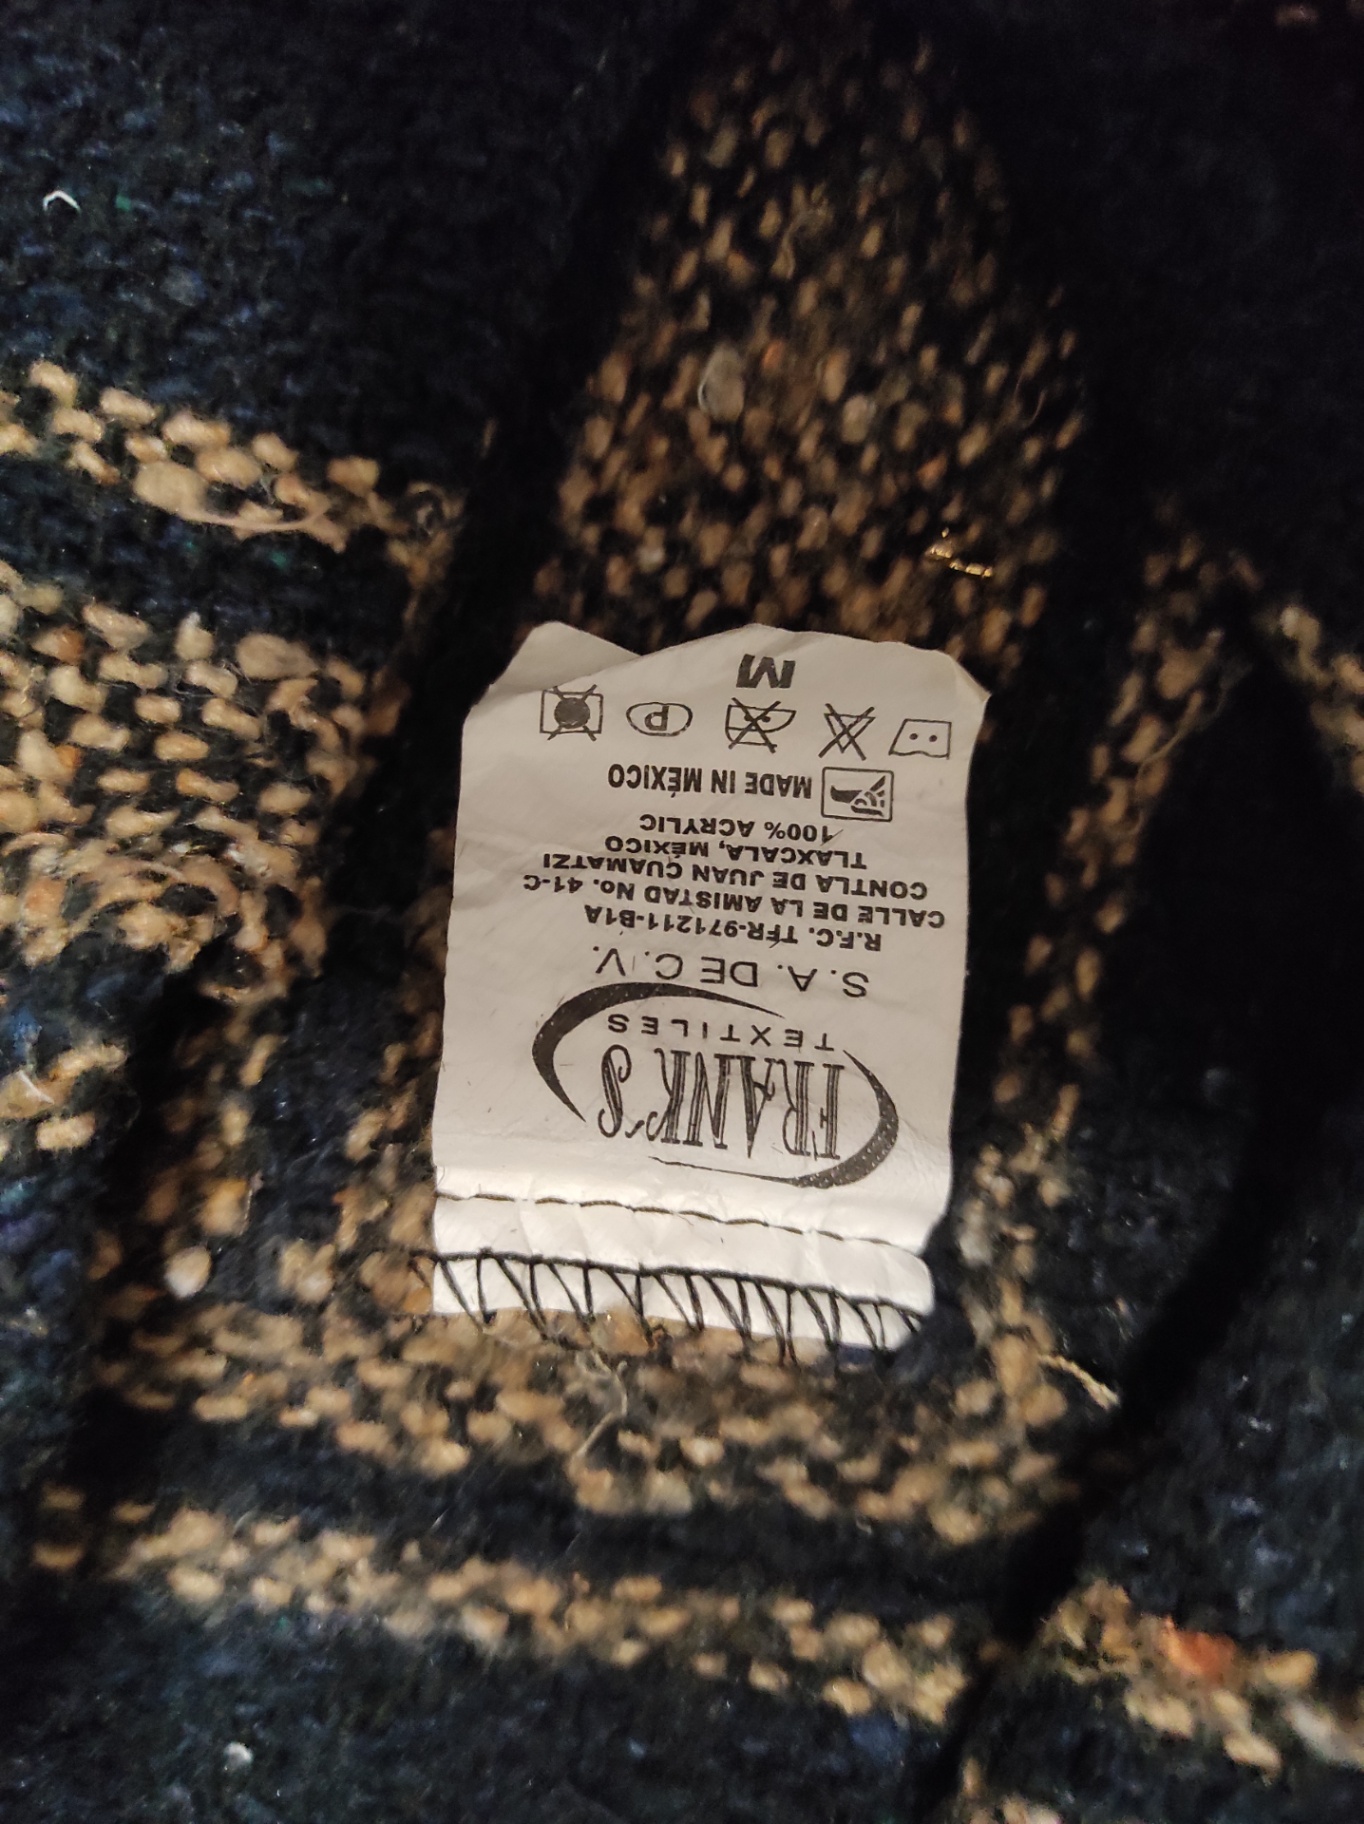 FRANK'S
TEXTILES
S.A. DE C.V.
R.F.C. TFR-971211-B1A
CALLE DE LA AMISTAD No. 41-C
CONTLA DE JUAN CUAMATZI
TLAXCALA, MÉXICO
100% ACRYLIC
MADE IN MÉXICO
P
M